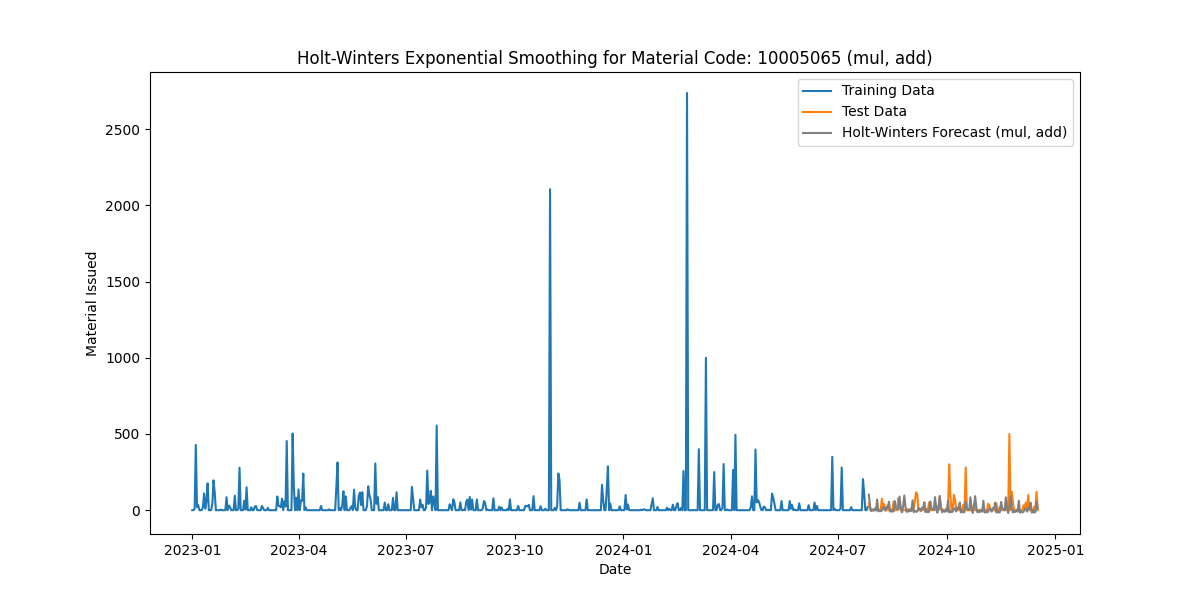 Holt-Winters Exponential Smoothing for Material Code: 10005065 (mul, add)
Training Data
Test Data
Holt-Winters Forecast (mul, add)
Material Issued
2500
2000
1500
1000
500
0
2023-01 2023-04 2023-07 2023-10 2024-01 2024-04 2024-07 2024-10 2025-01
Date